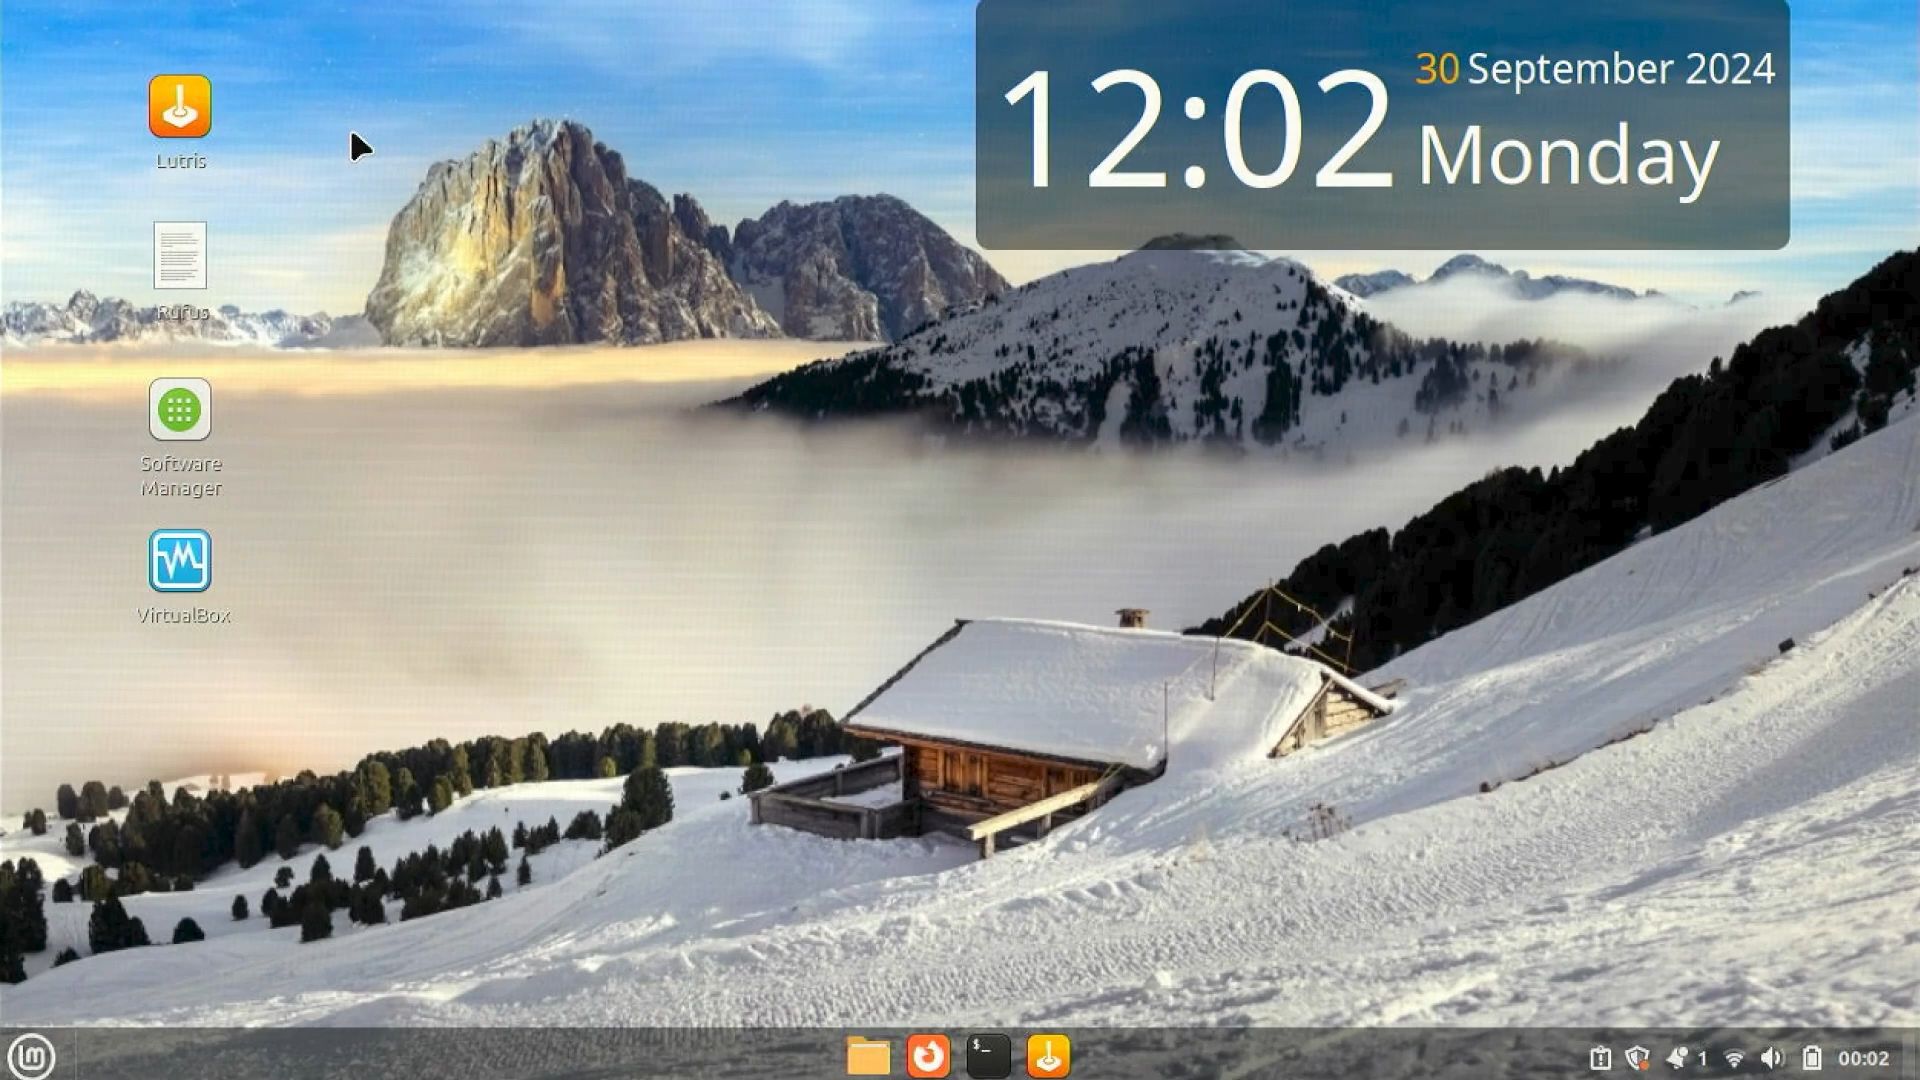 30 September 2024
12:02
Monday
Lutris
Rufus
Software
Manager
VirtualBox
$_
1
00:02